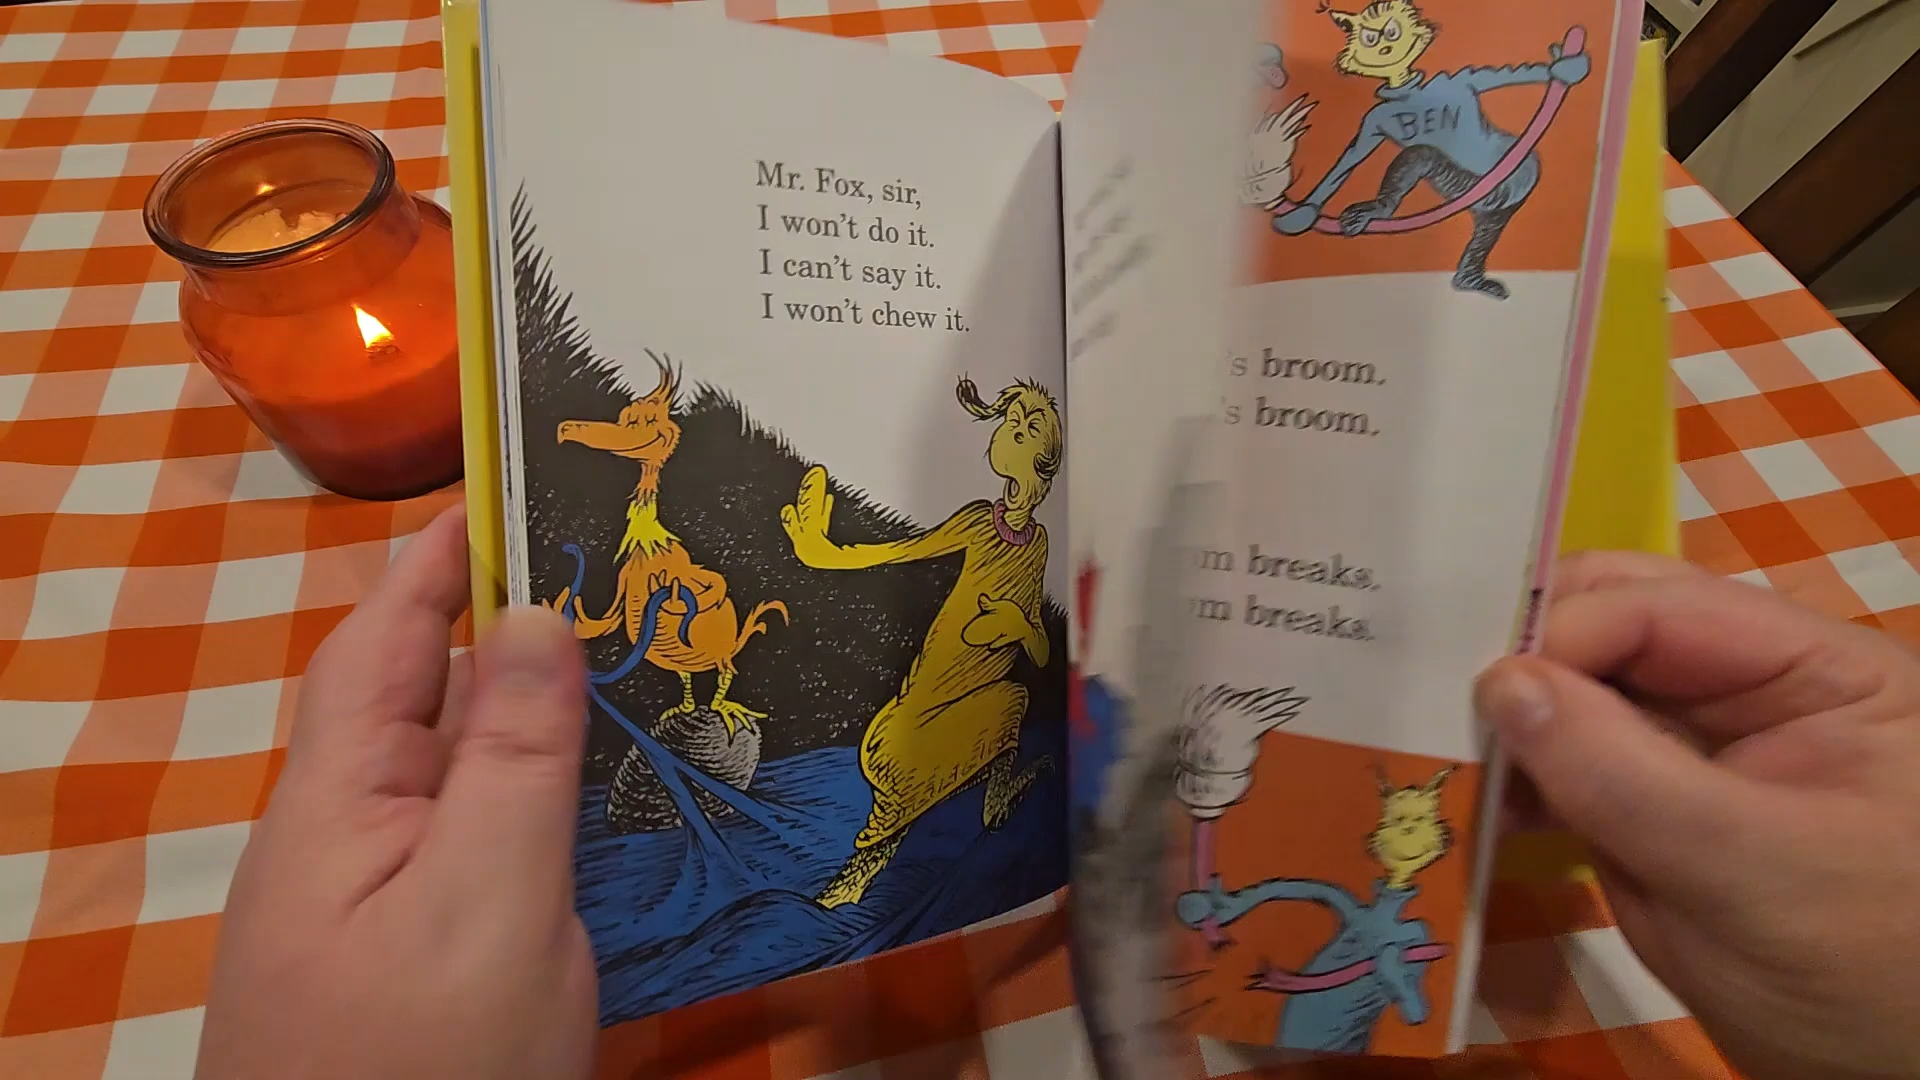 Mr. Fox, sir,
I won't do it.
I can't say it.
I won't chew it.
BEN
's broom.
's broom.
breaks.
breaks.